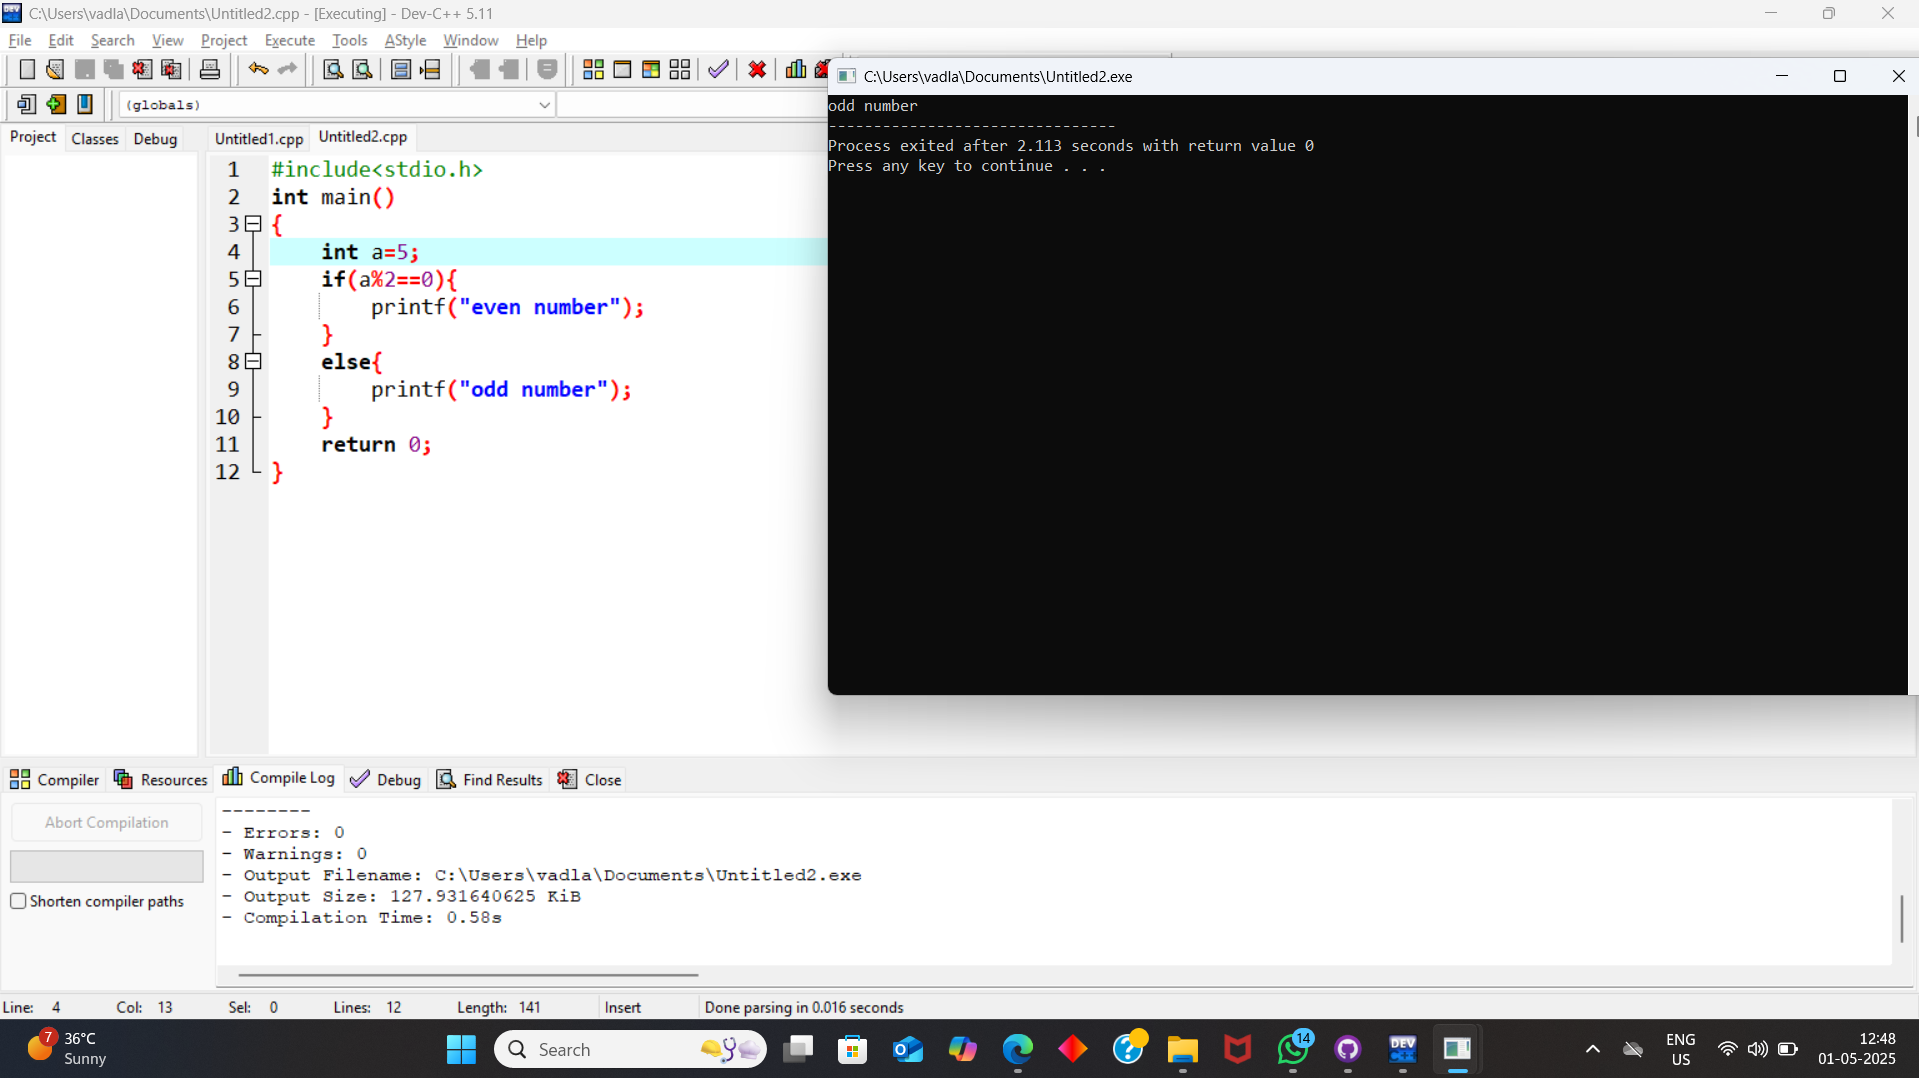 C:\Users\vadla\Documents\Untitled2.cpp - [Executing] - Dev-C++ 5.11
File Edit Search View Project Execute Tools AStyle Window Help
(globals)
Project Classes Debug
Untitled1.cpp Untitled2.cpp
1 #include<stdio.h>
2 int main()
3 {
4 int a=5;
5 if(a%2==0){
6 printf("even number");
7 }
8 else{
9 printf("odd number");
10 }
11 return 0;
12 }
C:\Users\vadla\Documents\Untitled2.exe
odd number
--------------------------------
Process exited after 2.113 seconds with return value 0
Press any key to continue . . .
Compiler Resources Compile Log Debug Find Results Close
Abort Compilation
Shorten compiler paths
--------
- Errors: 0
- Warnings: 0
- Output Filename: C:\Users\vadla\Documents\Untitled2.exe
- Output Size: 127.931640625 KiB
- Compilation Time: 0.58s
Line: 4 Col: 13 Sel: 0 Lines: 12 Length: 141 Insert Done parsing in 0.016 seconds
7
36°C
Sunny
Search
DEV
C++
14
ENG
US
12:48
01-05-2025